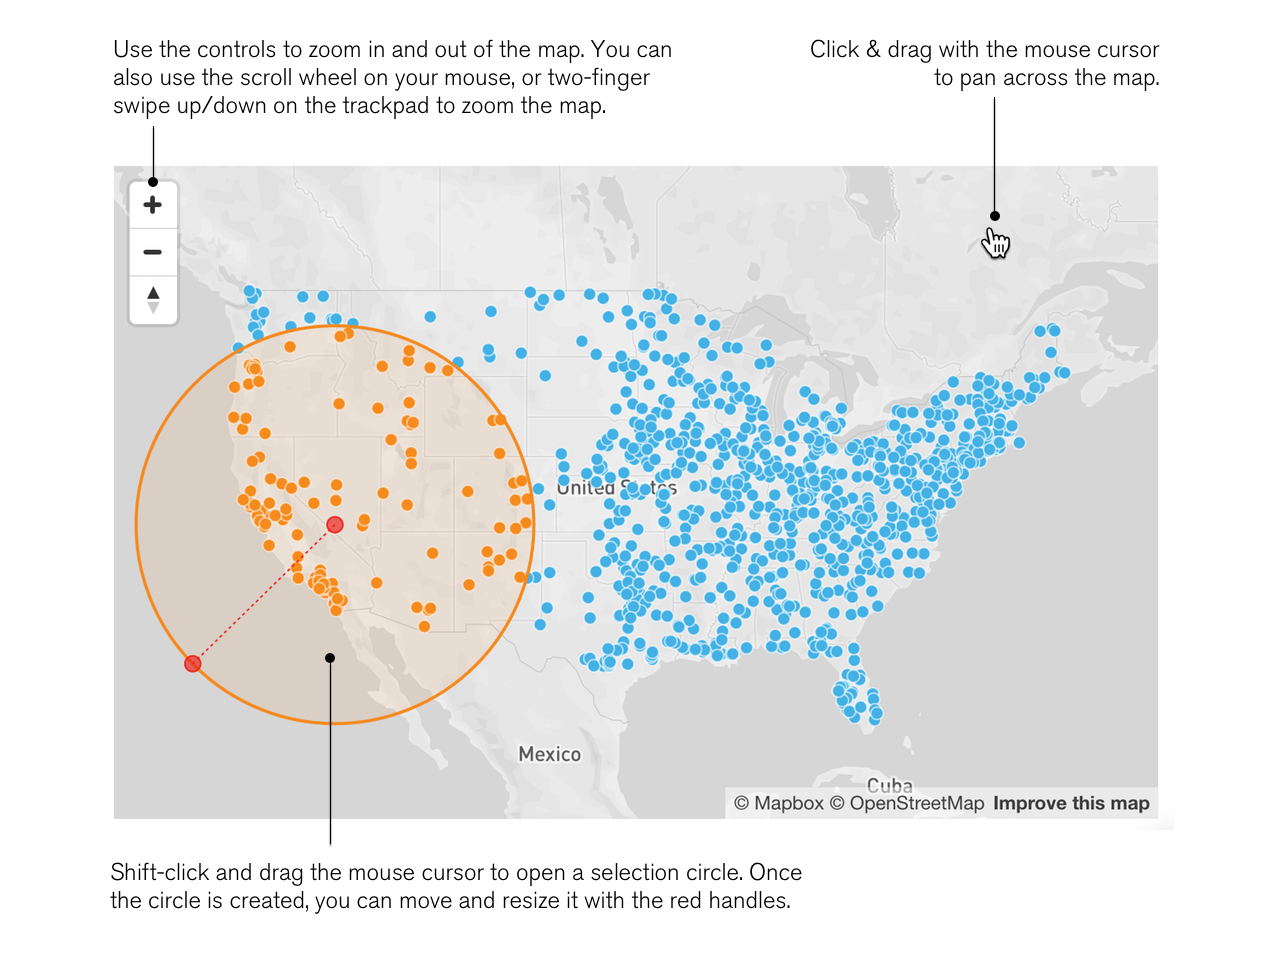 Use the controls to zoom in and out of the map. You can
also use the scroll wheel on your mouse, or two-finger
swipe up/down on the trackpad to zoom the map.
Click & drag with the mouse cursor
to pan across the map.
+
−
United States
Mexico
Cuba
© Mapbox © OpenStreetMap Improve this map
Shift-click and drag the mouse cursor to open a selection circle. Once
the circle is created, you can move and resize it with the red handles.